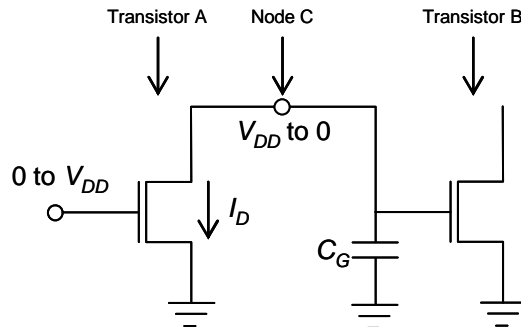 Transistor A
Node C
Transistor B
V_DD to 0
0 to V_DD
I_D
C_G